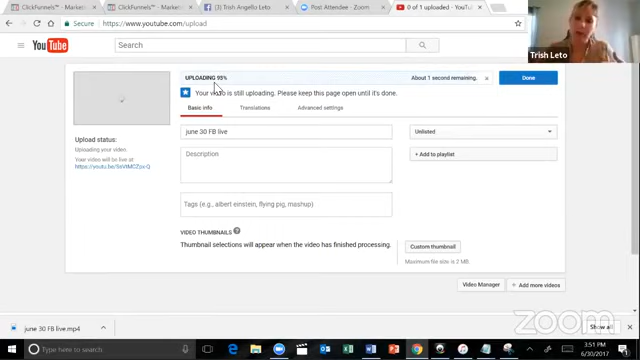 ClickFunnels™ - Marketi
ClickFunnels™ - Marketi
Trish Angelto Leto
Post Attendee - Zoom
0 of 1 uploaded - YouTu
Secure
https://www.youtube.com/upload
YouTube
Search
Trish Leto
UPLOADING 93%
About 1 second remaining.
Done
Your video is still uploading. Please keep this page open until it's done.
Basic info
Translations
Advanced settings
june 30 FB live
Unlisted
Description
+ Add to playlist
Upload status:
Uploading your video.
Your video will be live at:
Tags (e.g., albert einstein, flying pig, mashup)
VIDEO THUMBNAILS
Thumbnail selections will appear when the video has finished processing.
Custom thumbnail
Maximum file size is 2 MB.
Video Manager
+ Add more videos
june 30 FB live.mp4
Show all
zoom
Type here to search
3:51 PM
6/30/2017